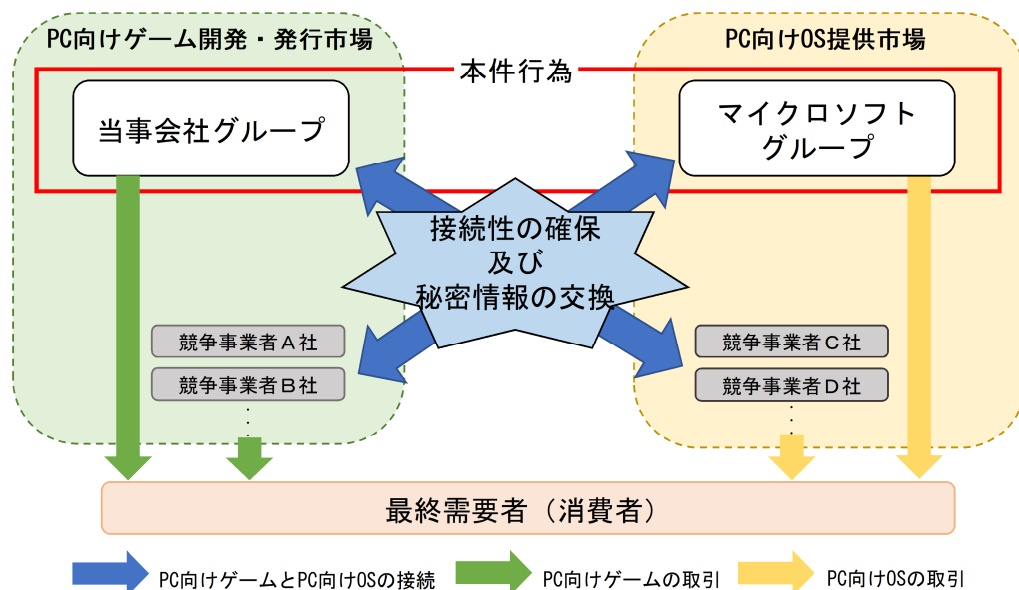 PC向けゲーム開発・発行市場
PC向けOS提供市場
本件行為
当事会社グループ
マイクロソフト
グループ
接続性の確保
及び
秘密情報の交換
競争事業者A社
競争事業者B社
競争事業者C社
競争事業者D社
最終需要者(消費者)
PC向けゲームとPC向けOSの接続
PC向けゲームの取引
PC向けOSの取引